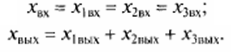 x_вх = x_1вх = x_2вх = x_3вх;
x_вых = x_1вых + x_2вых + x_3вых.